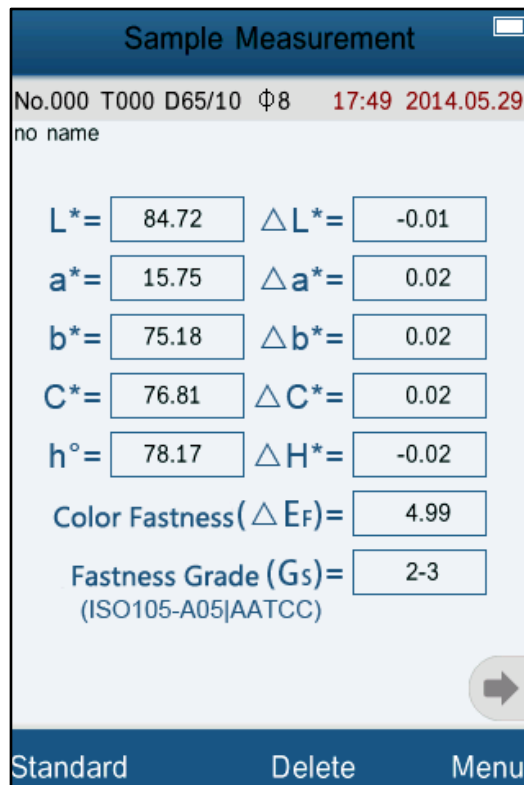 Sample Measurement
No.000 T000 D65/10 Φ8 17:49 2014.05.29
no name
L*= 84.72 △L*= -0.01
a*= 15.75 △a*= 0.02
b*= 75.18 △b*= 0.02
C*= 76.81 △C*= 0.02
h°= 78.17 △H*= -0.02
Color Fastness(△EF)= 4.99
Fastness Grade (Gs)= 2-3
(ISO105-A05|AATCC)
Standard Delete Menu